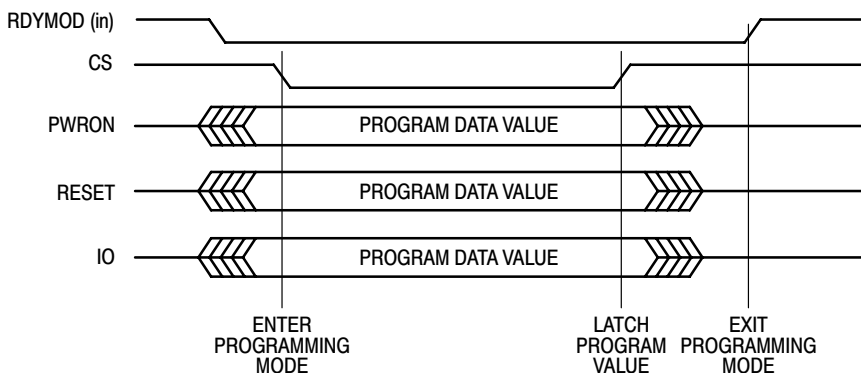 RDYMOD (in)
CS
PWRON
PROGRAM DATA VALUE
RESET
PROGRAM DATA VALUE
IO
PROGRAM DATA VALUE
ENTER
PROGRAMMING
MODE
LATCH
PROGRAM
VALUE
EXIT
PROGRAMMING
MODE